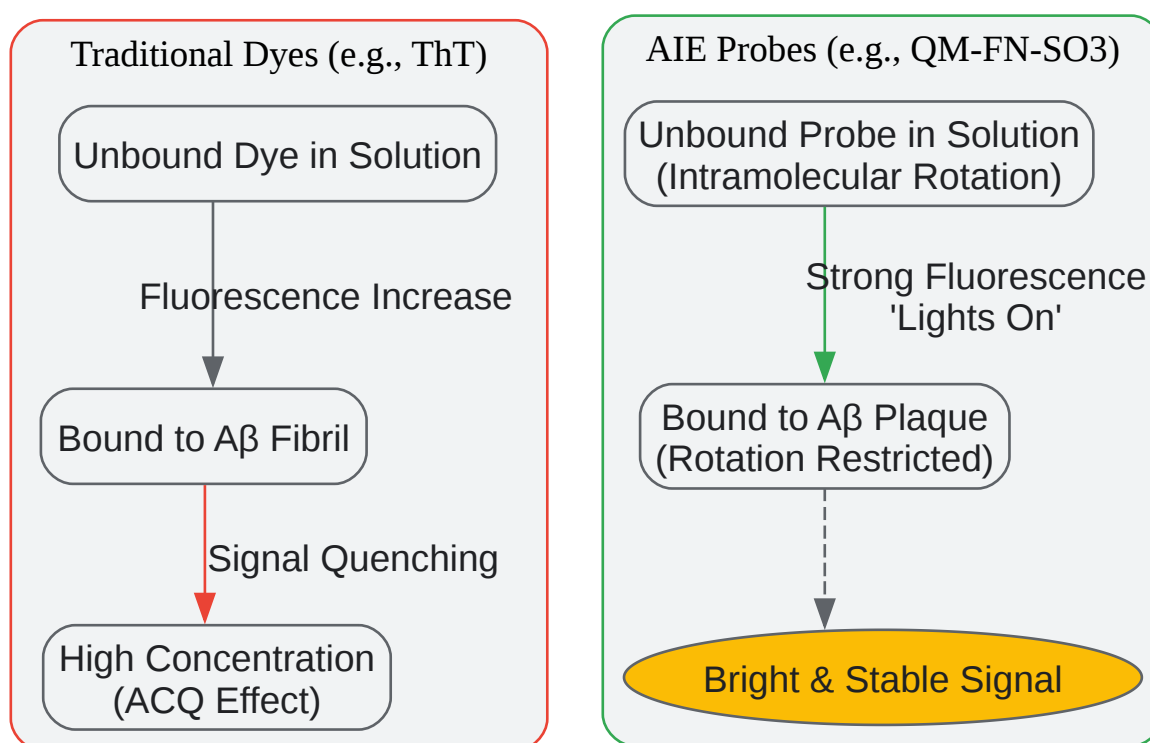 Traditional Dyes (e.g., ThT)
Unbound Dye in Solution
Fluorescence Increase
Bound to Aβ Fibril
Signal Quenching
High Concentration
(ACQ Effect)
AIE Probes (e.g., QM-FN-SO3)
Unbound Probe in Solution
(Intramolecular Rotation)
Strong Fluorescence
'Lights On'
Bound to Aβ Plaque
(Rotation Restricted)
Bright & Stable Signal